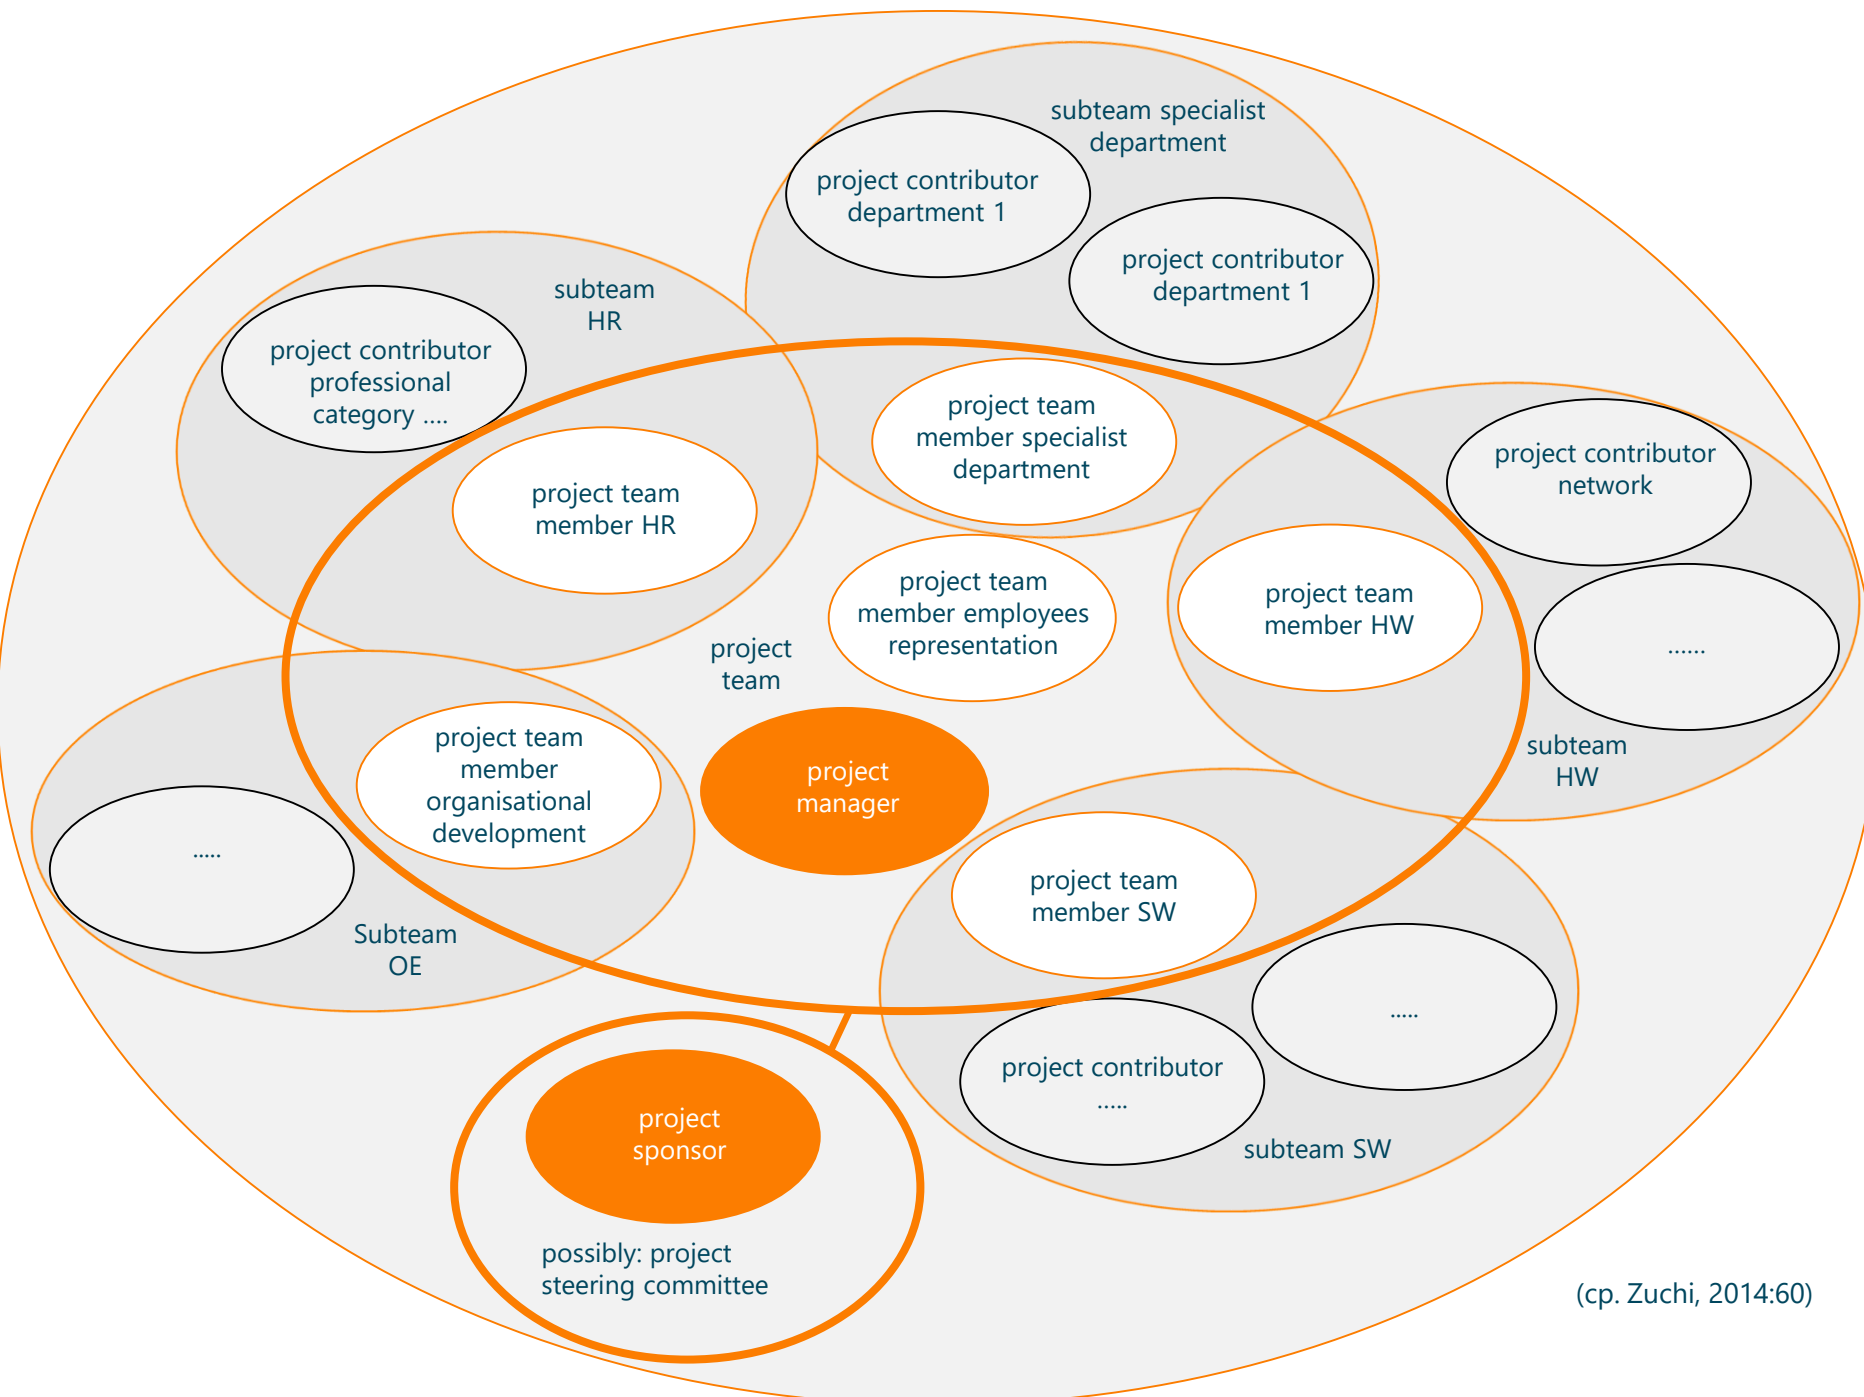 subteam specialist
department
project contributor
department 1
project contributor
department 1
subteam
HR
project contributor
professional
category ....
project team
member specialist
department
project team
member HR
project contributor
network
project team
member employees
representation
project team
member HW
......
project
team
subteam
HW
project team
member
organisational
development
project
manager
.....
project team
member SW
Subteam
OE
.....
project contributor
.....
subteam SW
project
sponsor
possibly: project
steering committee
(cp. Zuchi, 2014:60)